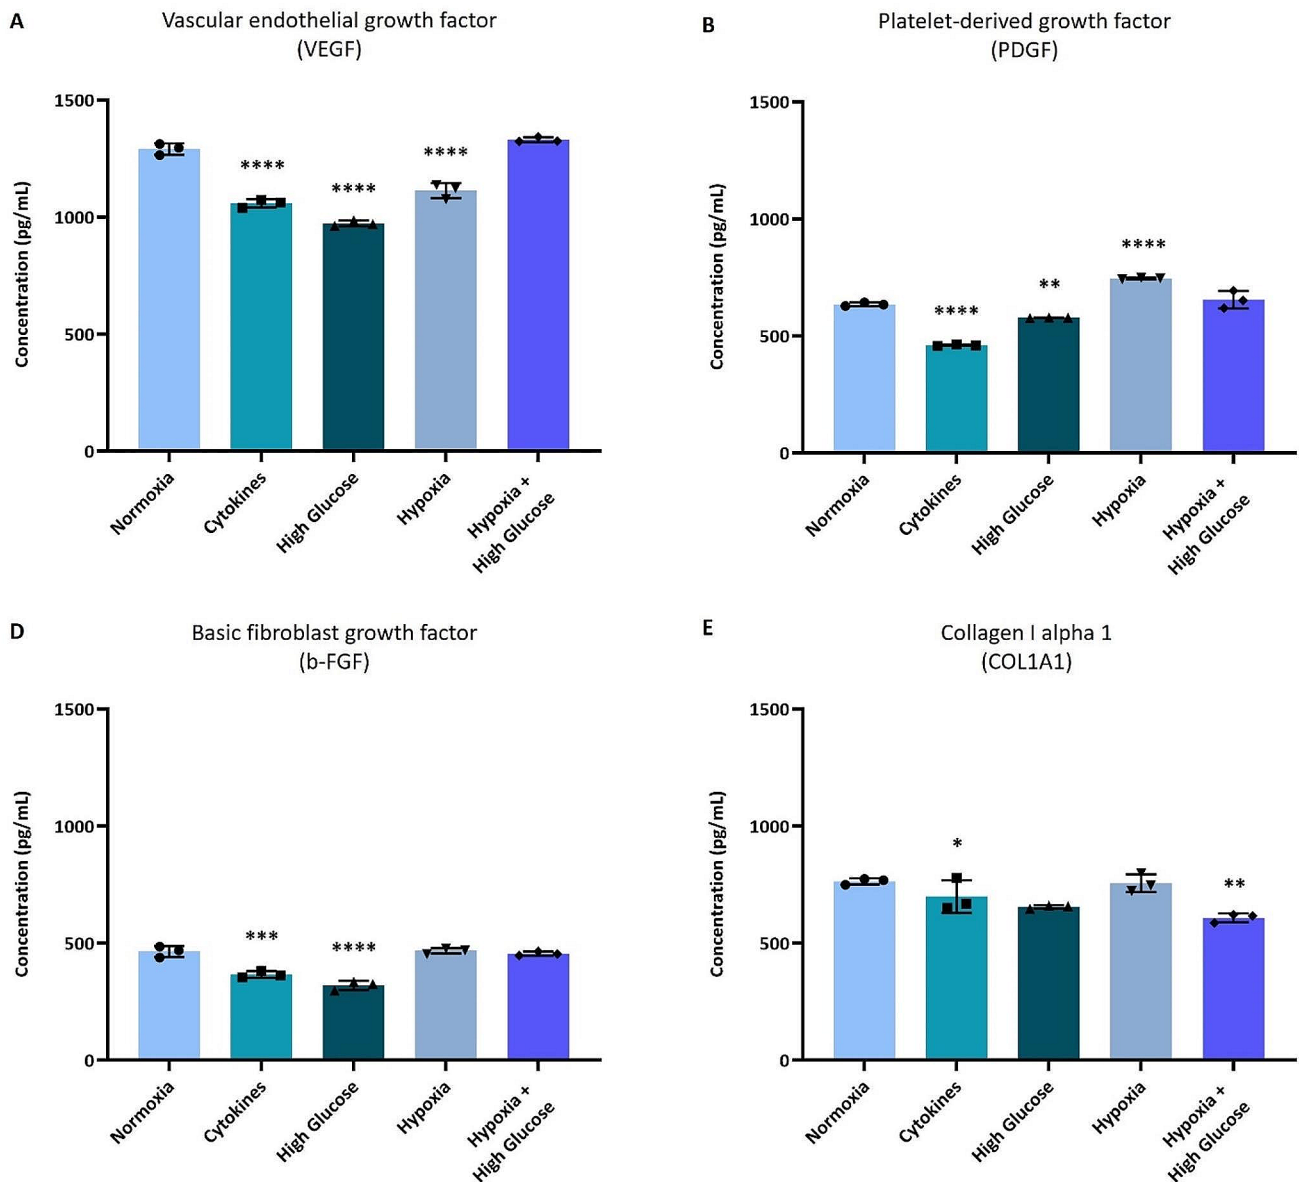 A
Vascular endothelial growth factor
(VEGF)
Concentration (pg/mL)
1500
1000
500
0
****
****
****
Normoxia
Cytokines
High Glucose
Hypoxia
Hypoxia +
High Glucose
B
Platelet-derived growth factor
(PDGF)
Concentration (pg/mL)
1500
1000
500
0
****
**
****
Normoxia
Cytokines
High Glucose
Hypoxia
Hypoxia +
High Glucose
D
Basic fibroblast growth factor
(b-FGF)
Concentration (pg/mL)
1500
1000
500
0
***
****
Normoxia
Cytokines
High Glucose
Hypoxia
Hypoxia +
High Glucose
E
Collagen I alpha 1
(COL1A1)
Concentration (pg/mL)
1500
1000
500
0
*
**
Normoxia
Cytokines
High Glucose
Hypoxia
Hypoxia +
High Glucose